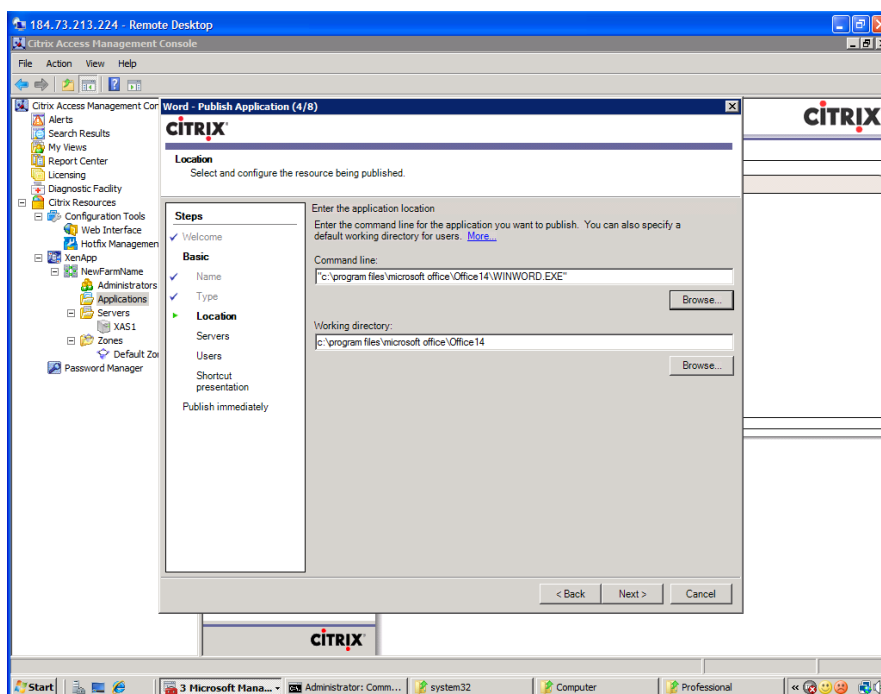 184.73.213.224 - Remote Desktop
Citrix Access Management Console
File Action View Help
Citrix Access Management Con
Alerts
Search Results
My Views
Report Center
Licensing
Diagnostic Facility
Citrix Resources
Configuration Tools
Web Interface
Hotfix Managemen
XenApp
NewFarmName
Administrators
Applications
Servers
XAS1
Zones
Default Zo
Password Manager
Word - Publish Application (4/8)
CITRIX
Location
Select and configure the resource being published.
Steps
Welcome
Basic
Name
Type
Location
Servers
Users
Shortcut
presentation
Publish immediately
Enter the application location
Enter the command line for the application you want to publish. You can also specify a
default working directory for users. More...
Command line:
"c:\program files\microsoft office\Office14\WINWORD.EXE"
Browse...
Working directory:
c:\program files\microsoft office\Office14
Browse...
< Back Next > Cancel
CITRIX
CITRIX
Start 3 Microsoft Mana... Administrator: Comm... system32 Computer Professional «